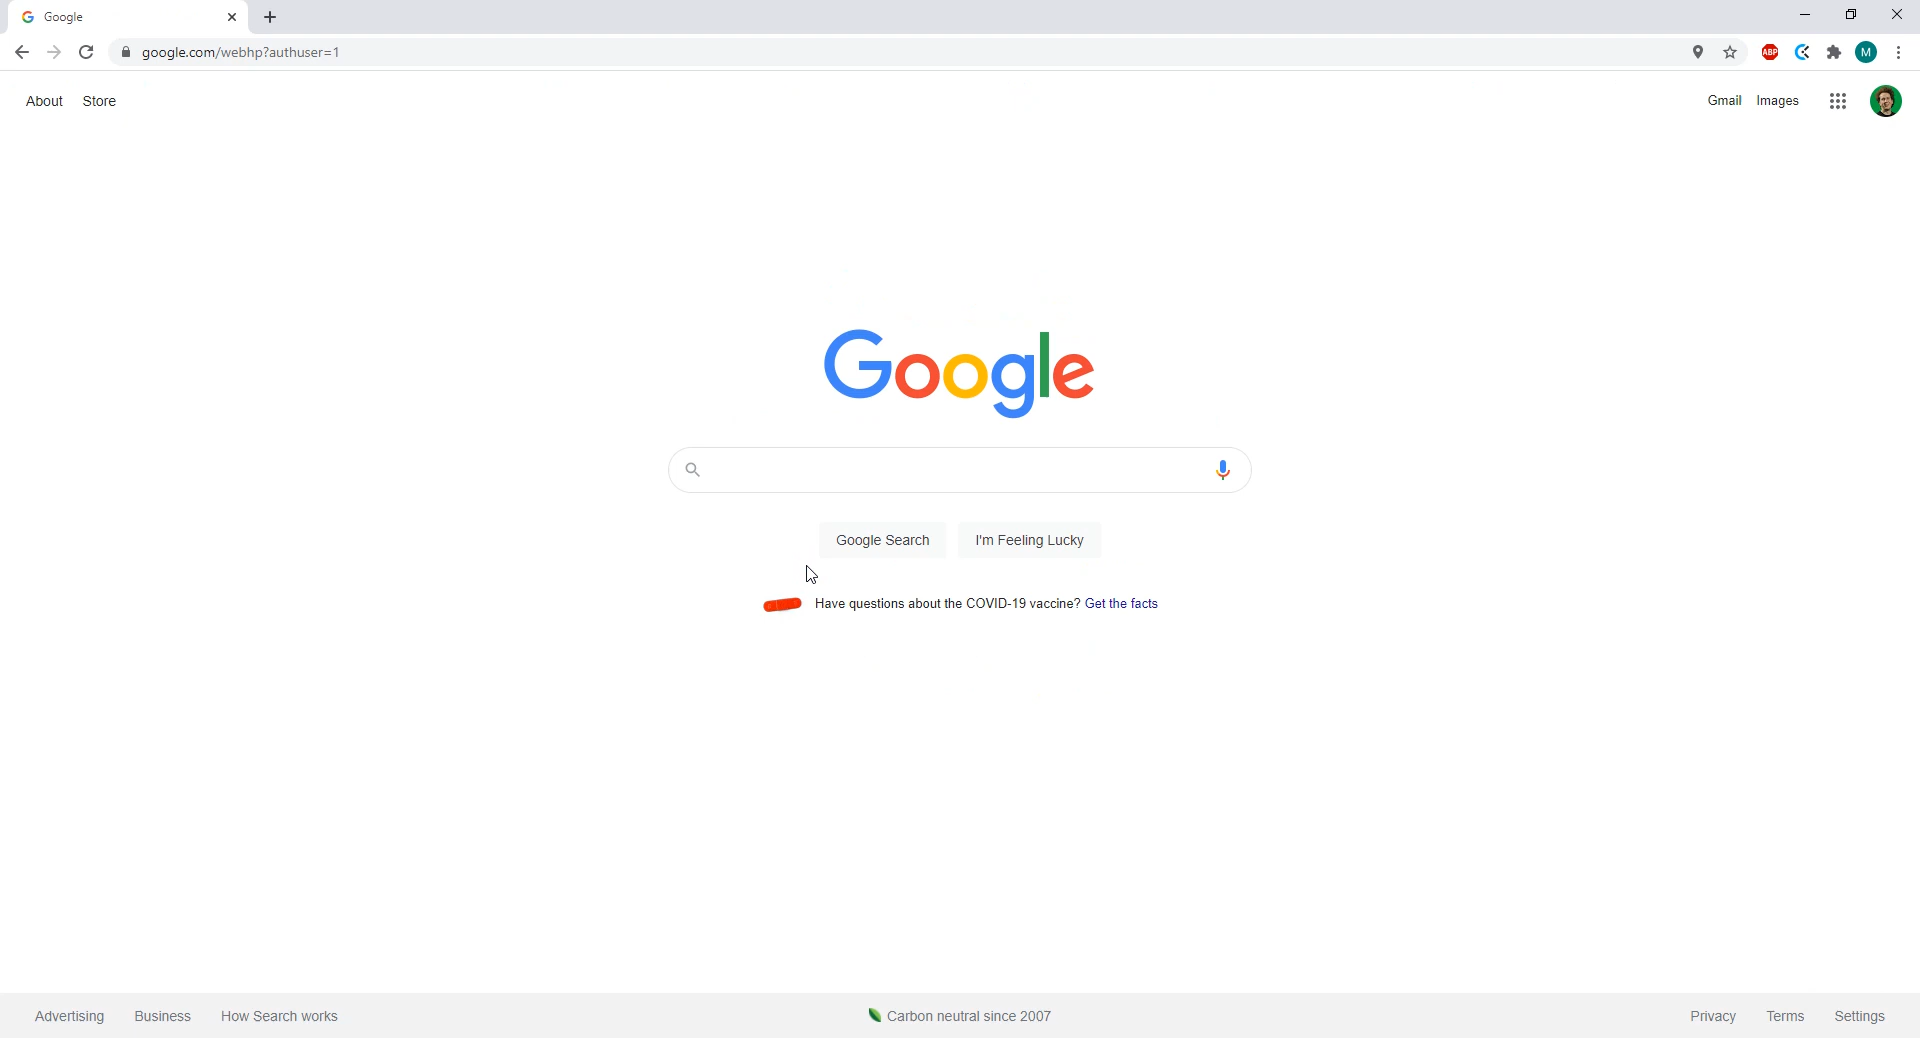 Google
google.com/webhp?authuser=1
ABP
M
About Store
Gmail Images
Google
Google Search I'm Feeling Lucky
Have questions about the COVID-19 vaccine? Get the facts
Advertising Business How Search works
Carbon neutral since 2007
Privacy Terms Settings